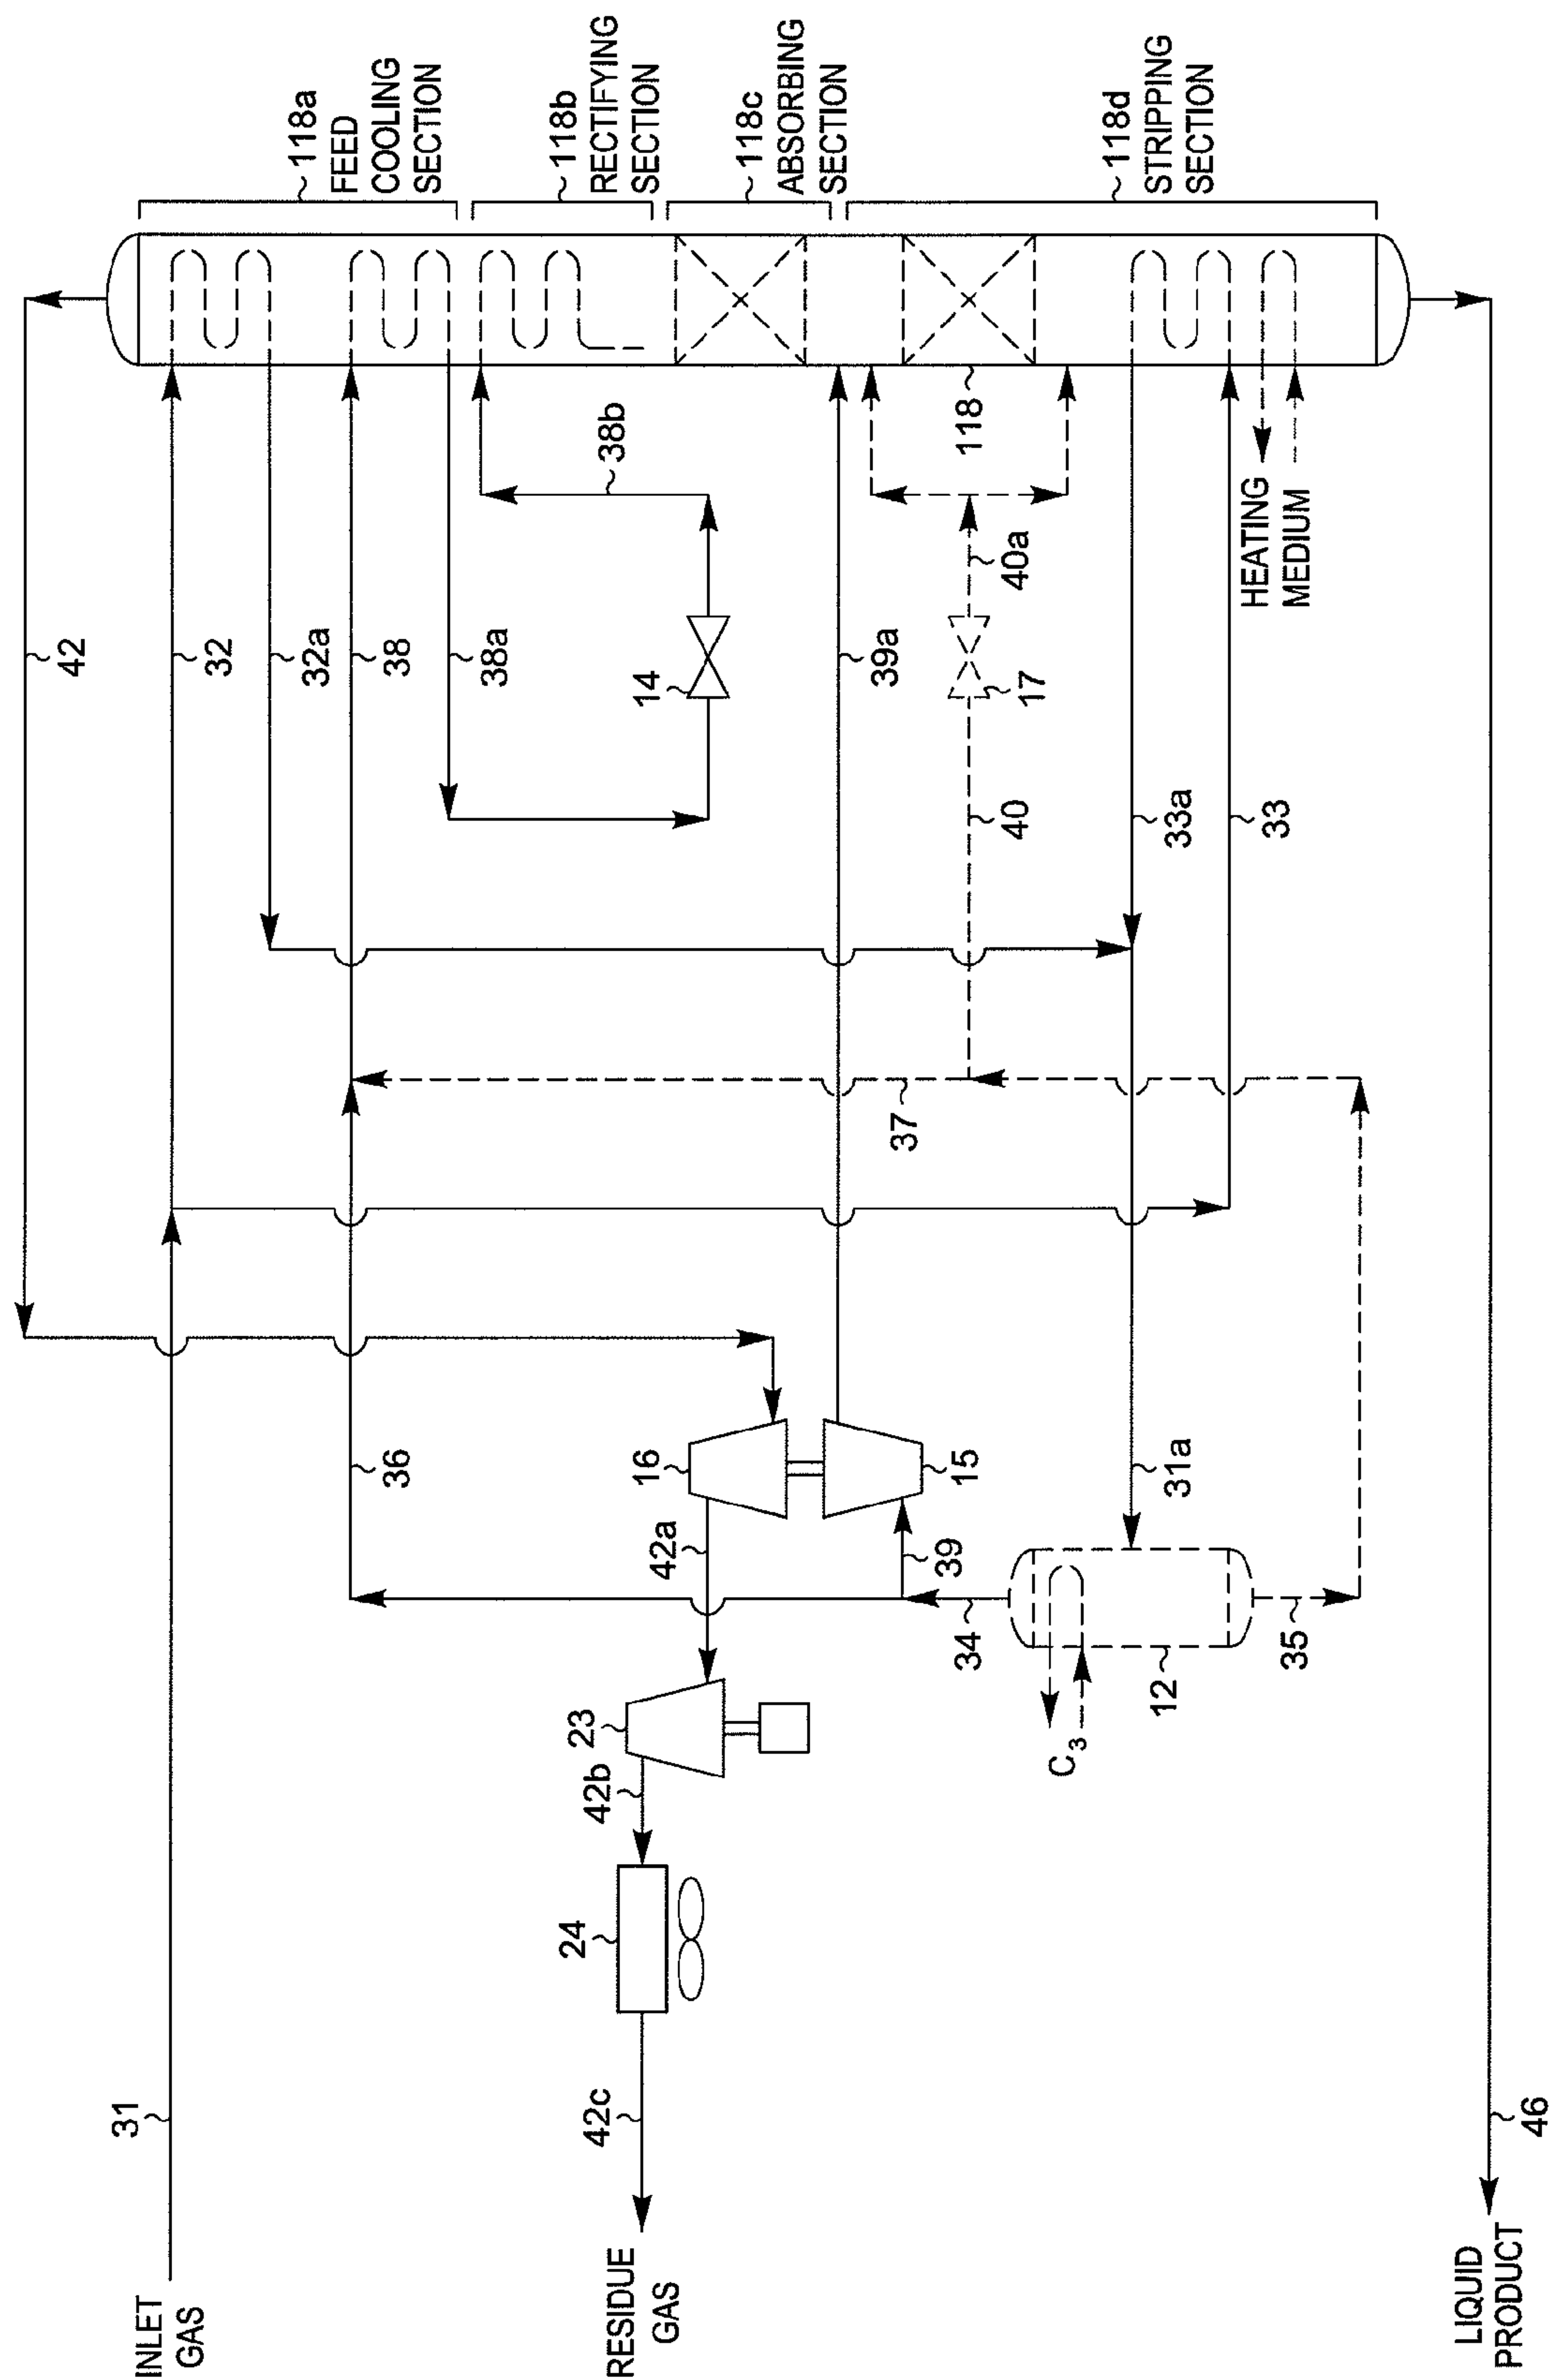 118a
FEED
COOLING
SECTION
118b
RECTIFYING
SECTION
118c
ABSORBING
SECTION
118d
STRIPPING
SECTION
42
32
32a
38
38a
38b
14
39a
118
40a
17
40
33a
33
HEATING
MEDIUM
37
36
16
15
42a
39
34
31a
35
12
C3
23
42b
24
42c
31
46
INLET
GAS
RESIDUE
GAS
LIQUID
PRODUCT